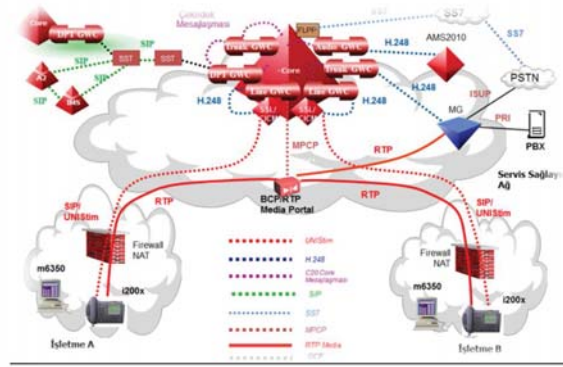 Çekirdek
Mesajlaşması
Core
DPT GWC
SIP
SST
SST
SIP
SIP
A2
SIP
FLPP
Trunk GWC
Audio GWC
DPT GWC
-Core
Trunk GWC
Line GWC
Line GWC
H.248
H.248
H.248
SS7
SS7
SS7
AMS2010
PSTN
ISUP
MG
PRI
PBX
MPCP
RTP
Servis Sağlayıcı
Ağ
BCP/RTP
Media Portal
SIP/
UNIStim
RTP
RTP
SIP/
UNIStim
Firewall
NAT
Firewall
NAT
m6350
i200x
m6350
i200x
İşletme A
İşletme B
UNIStim
H.248
C20 Core
Mesajlaşması
SIP
SS7
MPCP
RTP Media